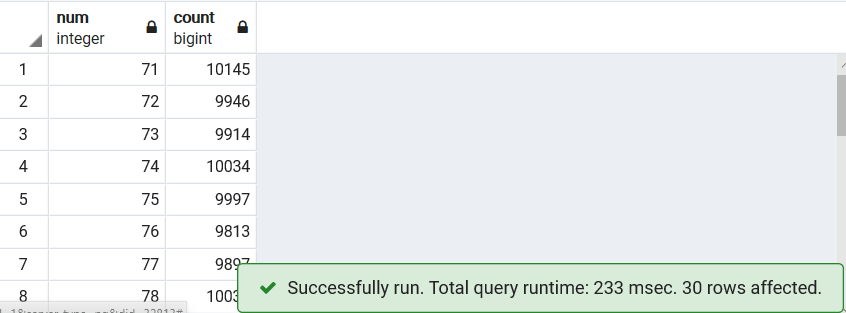 num count
integer bigint
1 71 10145
2 72 9946
3 73 9914
4 74 10034
5 75 9997
6 76 9813
7 77
8 78
Successfully run. Total query runtime: 233 msec. 30 rows affected.